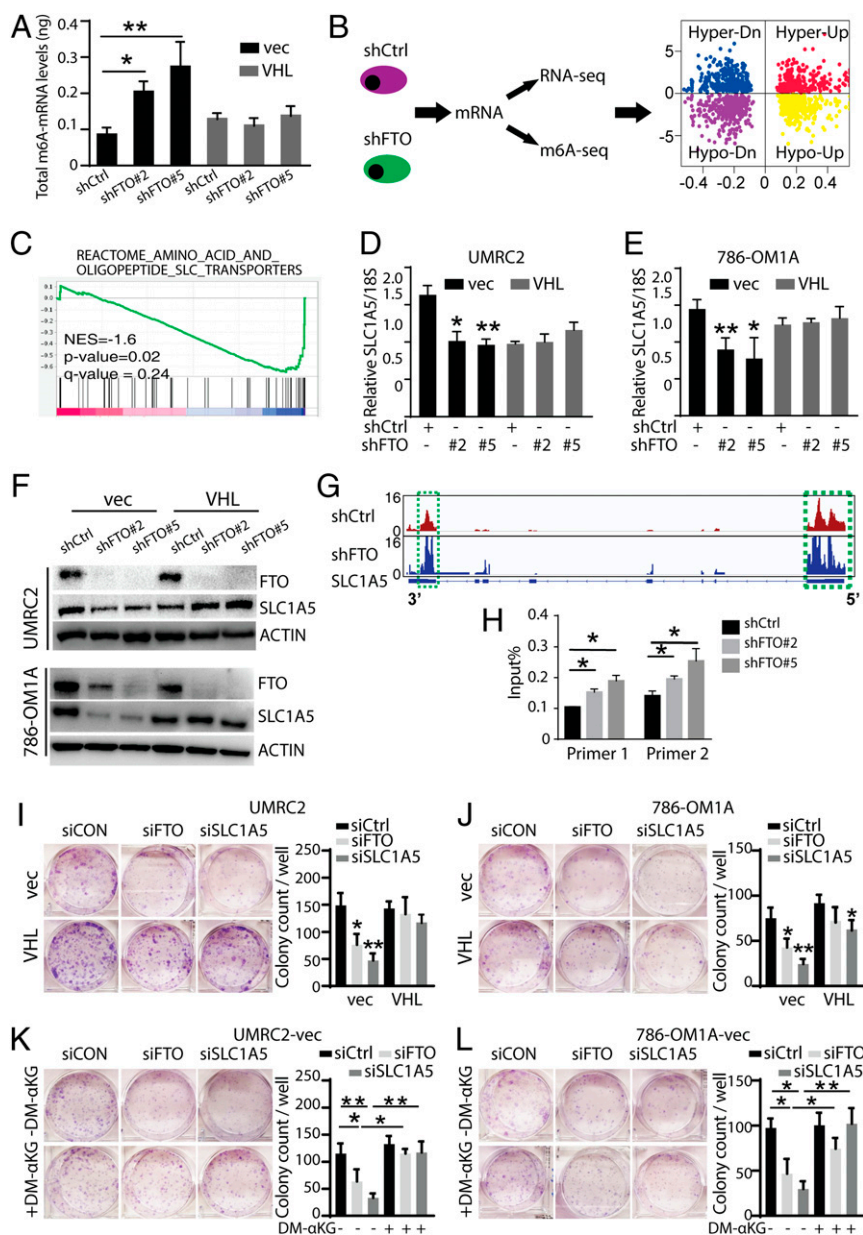 A
Total m6A-mRNA levels (ng)
0.4
0.3
0.2
0.1
0
**
*
vec
VHL
shCtrl
shFTO#2
shFTO#5
shCtrl
shFTO#2
shFTO#5
B
shCtrl
shFTO
mRNA
RNA-seq
m6A-seq
Hyper-Dn
Hyper-Up
Hypo-Dn
Hypo-Up
5
0
-5
-0.4 -0.2 0 0.2 0.4
C
REACTOME_AMINO_ACID_AND_
OLIGOPEPTIDE_SLC_TRANSPORTERS
NES=-1.6
p-value=0.02
q-value = 0.24
D
UMRC2
vec
VHL
Relative SLC1A5/18S
2.0
1.5
1.0
0.5
0
* **
shCtrl + - - + - -
shFTO - #2 #5 - #2 #5
E
786-OM1A
vec
VHL
Relative SLC1A5/18S
2.0
1.5
1.0
0.5
0
** *
shCtrl + - - + - -
shFTO - #2 #5 - #2 #5
F
vec
VHL
shCtrl
shFTO#2
shFTO#5
shCtrl
shFTO#2
shFTO#5
UMRC2
FTO
SLC1A5
ACTIN
786-OM1A
FTO
SLC1A5
ACTIN
G
16
shCtrl
0
16
shFTO
0
SLC1A5
3’ 5’
H
Input%
0.4
0.3
0.2
0.1
0
* * * *
shCtrl
shFTO#2
shFTO#5
Primer 1 Primer 2
I
UMRC2
siCON siFTO siSLC1A5
vec
VHL
siCtrl
siFTO
siSLC1A5
Colony count / well
250
200
150
100
50
0
* **
vec VHL
J
786-OM1A
siCON siFTO siSLC1A5
vec
VHL
siCtrl
siFTO
siSLC1A5
Colony count / well
150
100
50
0
* ** *
vec VHL
K
UMRC2-vec
siCON siFTO siSLC1A5
+DM-αKG -DM-αKG
siCtrl siFTO
siSLC1A5
Colony count / well
250
200
150
100
50
0
** **
* *
DM-αKG - - - + + +
L
786-OM1A-vec
siCON siFTO siSLC1A5
+DM-αKG -DM-αKG
siCtrl siFTO
siSLC1A5
Colony count / well
150
100
50
0
* **
* *
DM-αKG - - - + + +